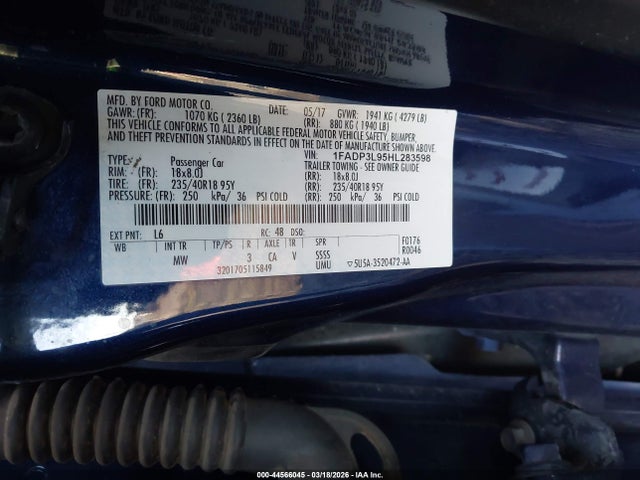 MFD. BY FORD MOTOR CO.
DATE: 05/17 GVWR: 1941 KG ( 4279 LB)
GAWR: (FR): 1070 KG ( 2360 LB) (RR): 880 KG ( 1940 LB)
THIS VEHICLE CONFORMS TO ALL APPLICABLE FEDERAL MOTOR VEHICLE SAFETY, BUMPER,
AND THEFT PREVENTION STANDARDS IN EFFECT ON THE DATE OF MANUFACTURE SHOWN ABOVE.
VIN: 1FADP3L95HL283598
TYPE: Passenger Car TRAILER TOWING - SEE OWNER GUIDE
RIM: (FR): 18x8.0J (RR): 18x8.0J
TIRE: (FR): 235/40R18 95Y (RR): 235/40R18 95Y
PRESSURE: (FR): 250 kPa/ 36 PSI COLD (RR): 250 kPa/ 36 PSI COLD
EXT PNT: L6 RC: 48 DSO: F0176
WB INT TR TP/PS R AXLE TR SPR R0046
MW 3 CA V SSSS
UMU ▽ 5U5A-3520472-AA
3201705115849
000-44566045 - 03/18/2026 - IAA.com